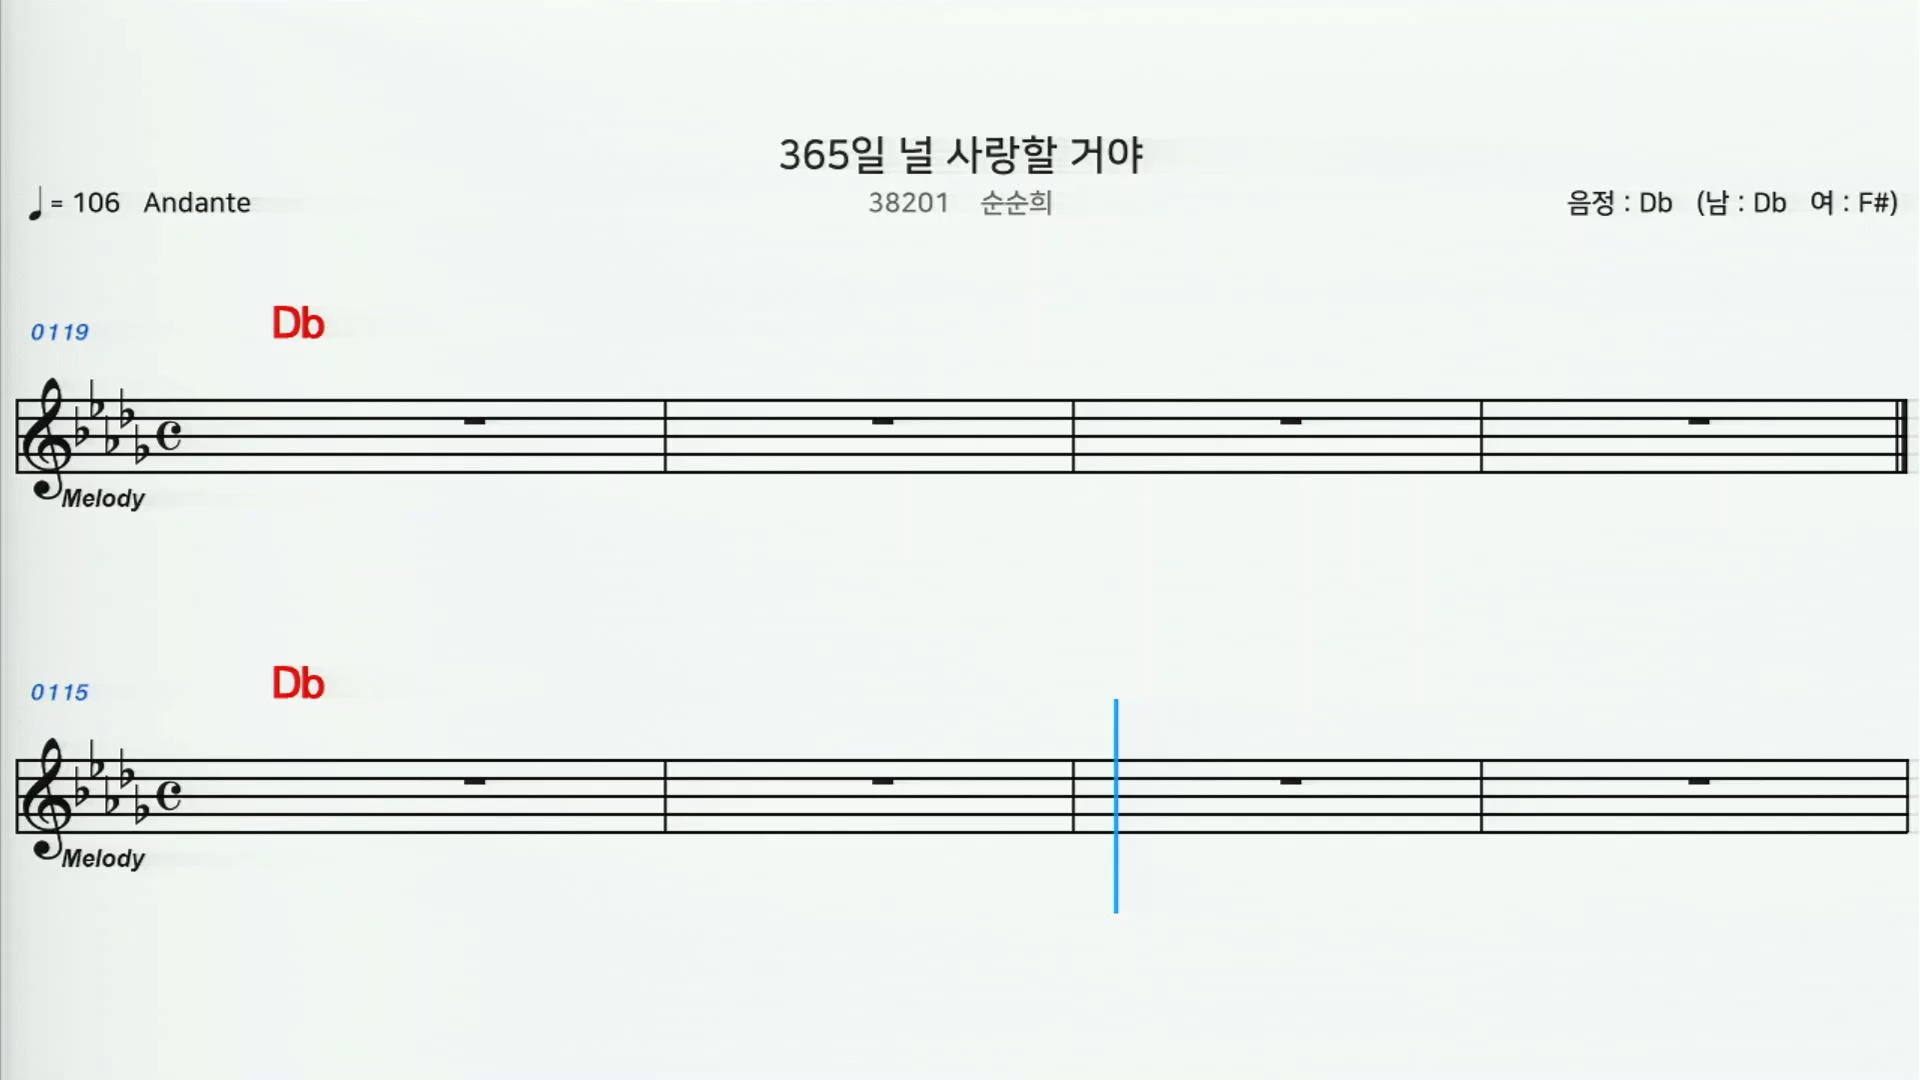 365일 널 사랑할 거야
♩ = 106 Andante
38201 순순희
음정 : Db (남 : Db 여 : F#)
0119
Db
Melody
0115
Db
Melody